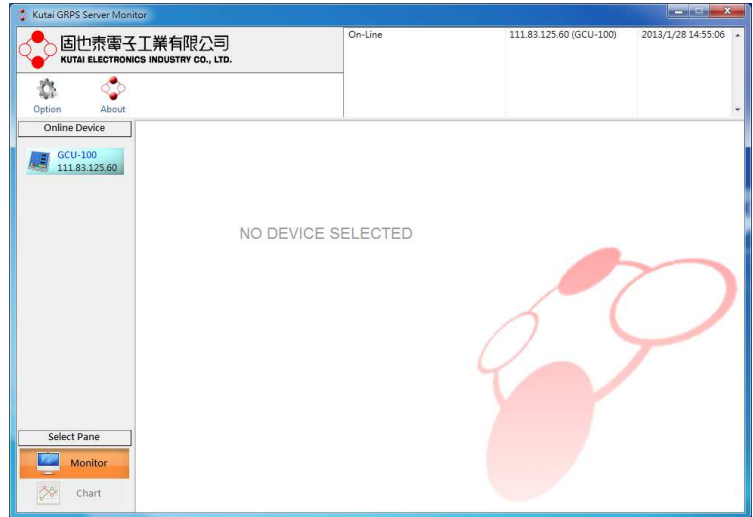 Kutai GRPS Server Monitor
固也泰電子工業有限公司
KUTAI ELECTRONICS INDUSTRY CO., LTD.
On-Line 111.83.125.60 (GCU-100) 2013/1/28 14:55:06
Option About
Online Device
GCU-100
111.83.125.60
NO DEVICE SELECTED
Select Pane
Monitor
Chart